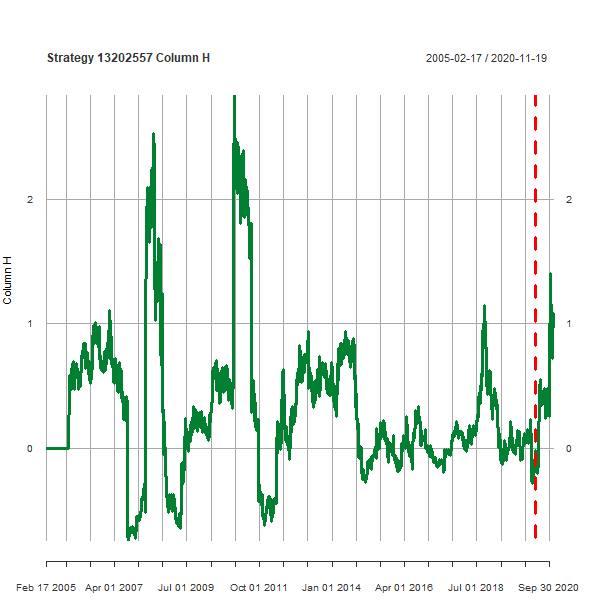 Strategy 13202557 Column H
2005-02-17 / 2020-11-19
2
2
1
1
0
0
Column H
Feb 17 2005
Apr 01 2007
Jul 01 2009
Oct 01 2011
Jan 01 2014
Apr 01 2016
Jul 01 2018
Sep 30 2020